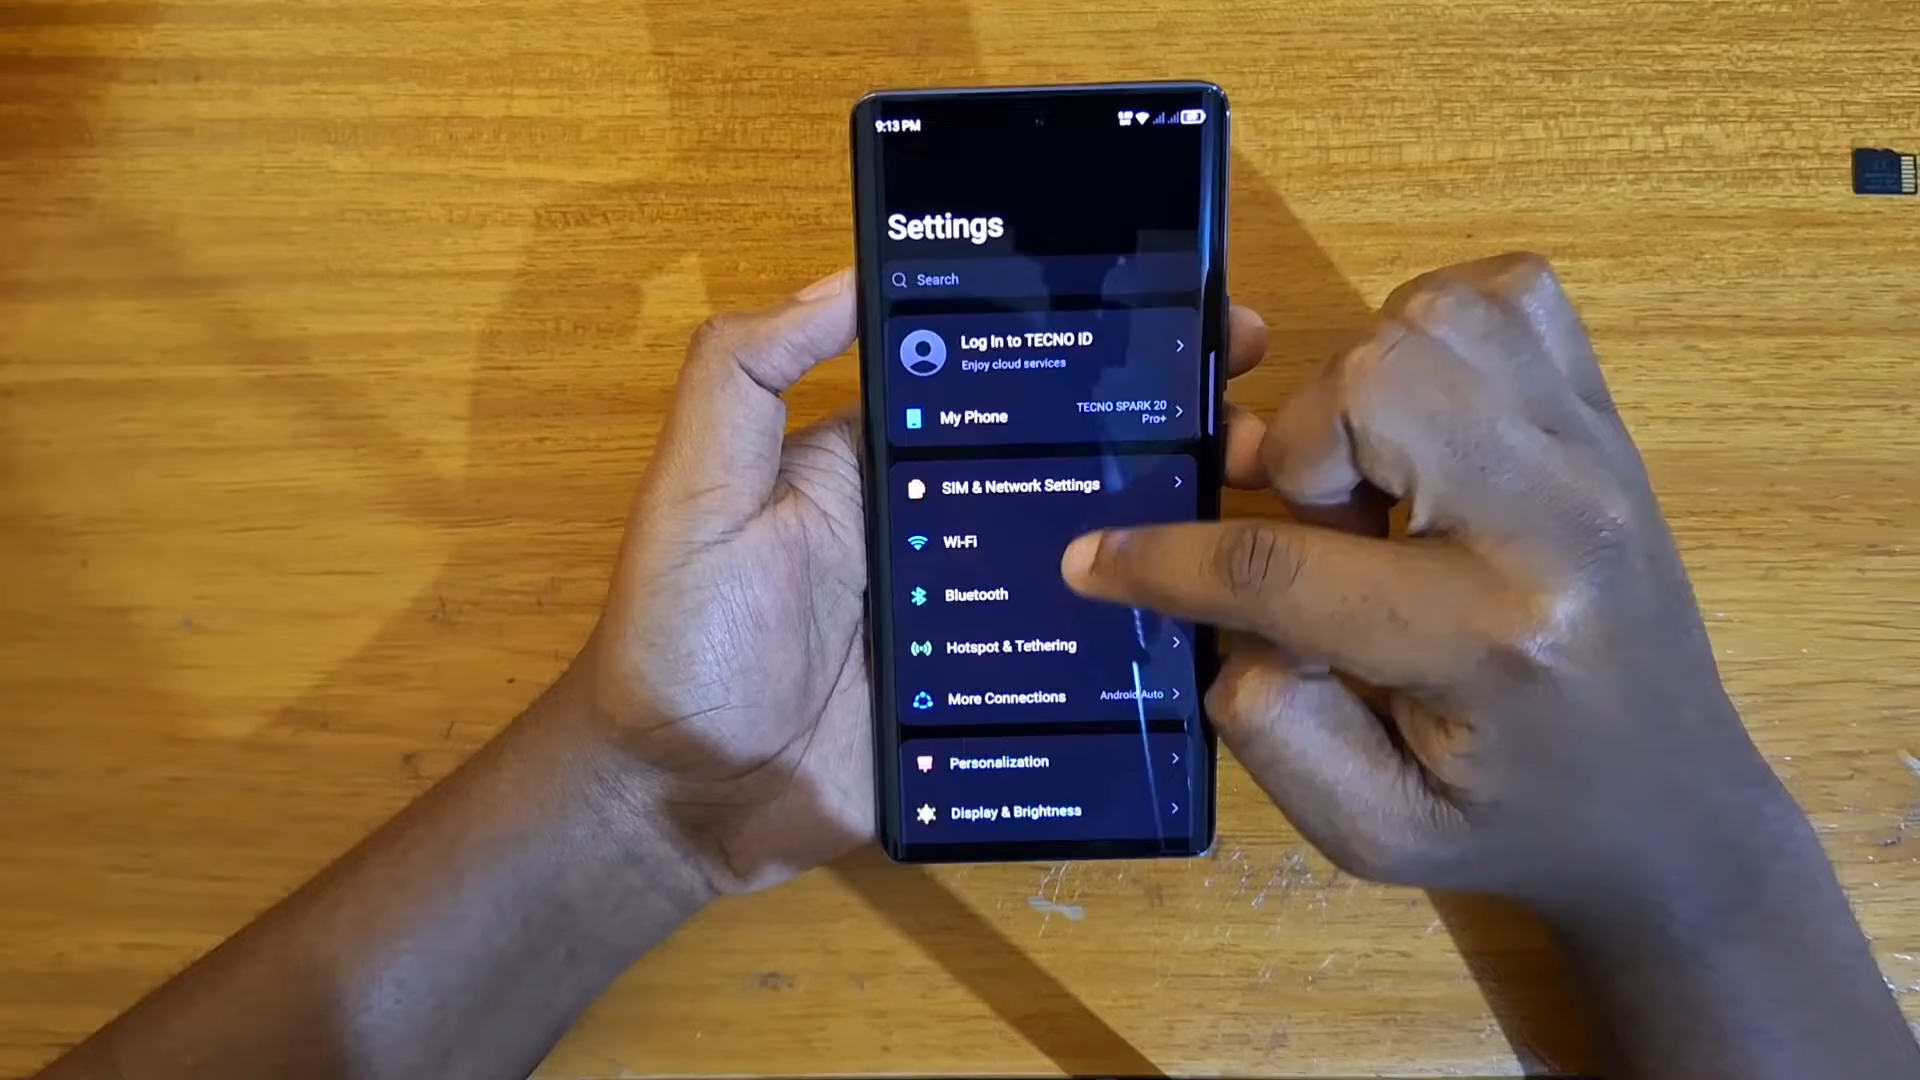 9:13 PM
Settings
Search
Log In to TECNO ID
Enjoy cloud services
My Phone
TECNO SPARK 20
Pro+
SIM & Network Settings
Wi-Fi
Bluetooth
Hotspot & Tethering
More Connections
Android Auto
Personalization
Display & Brightness